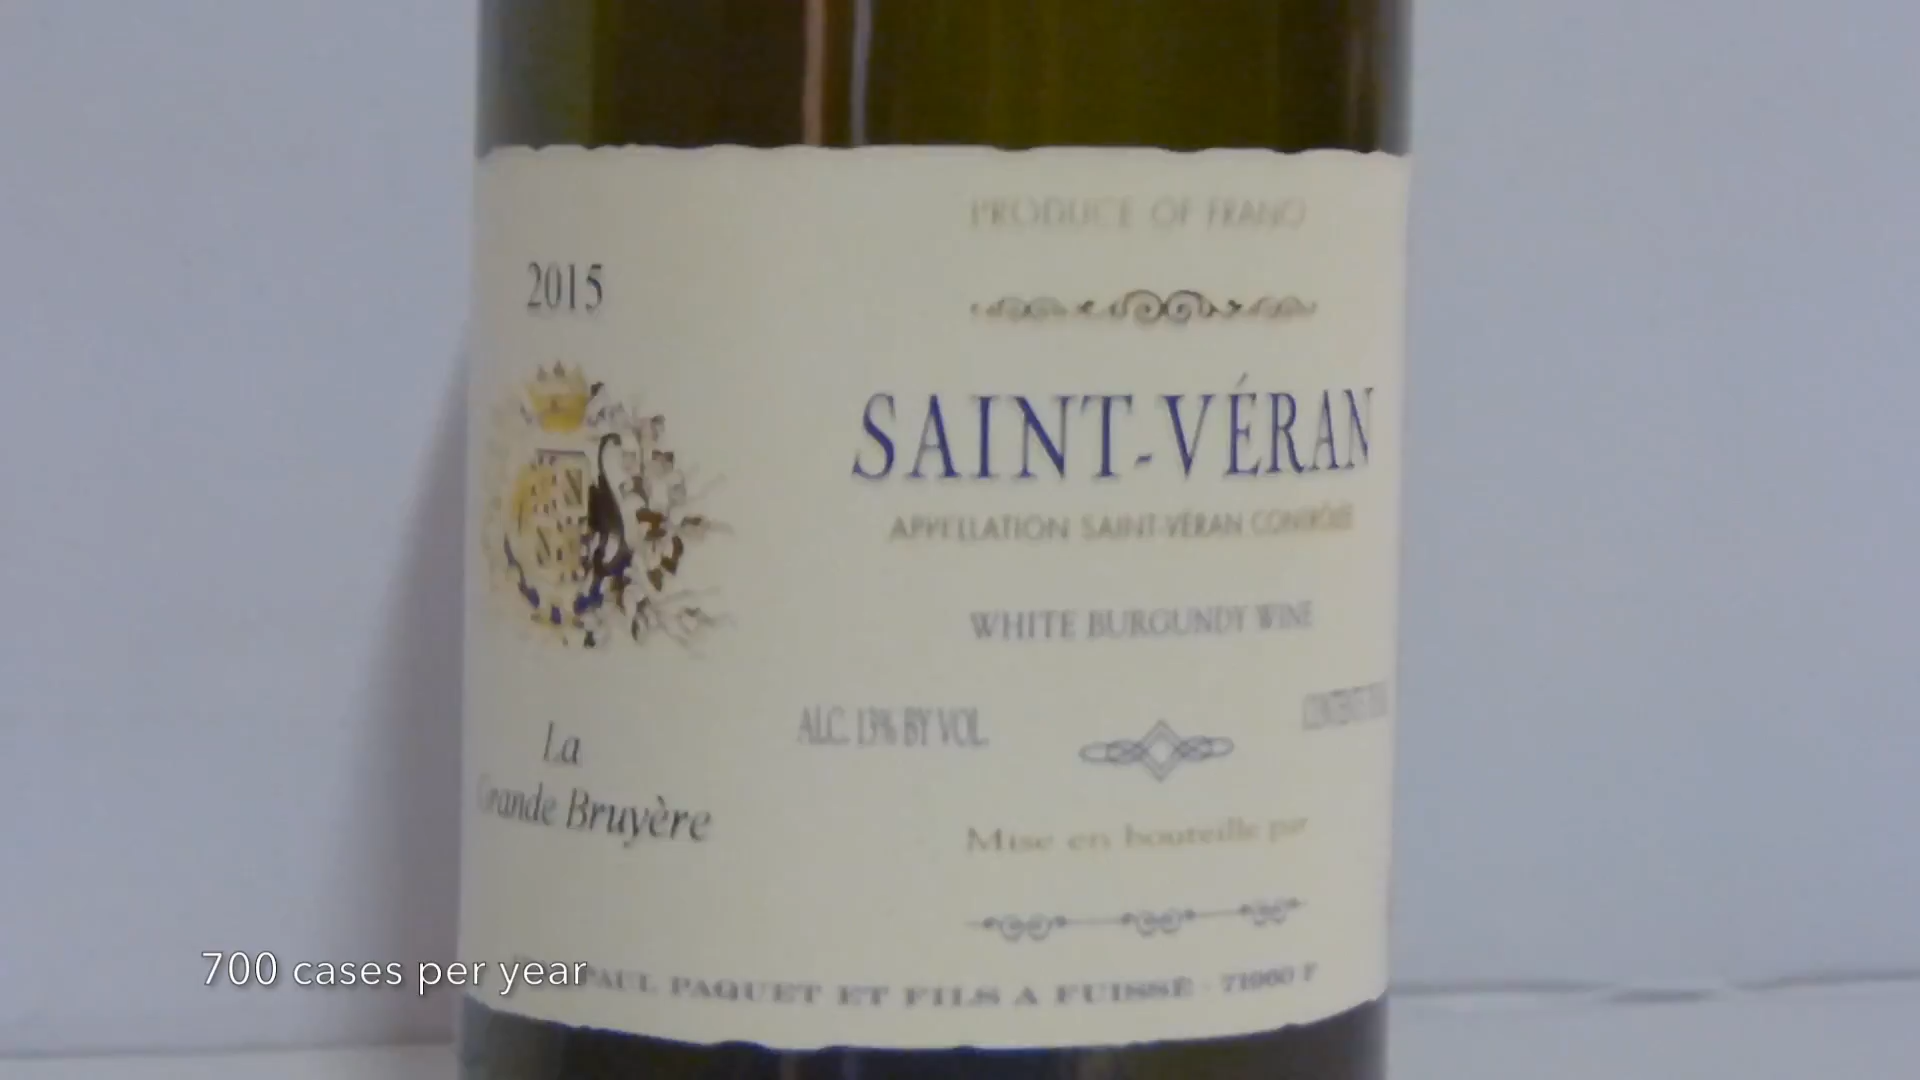 2015
La
Grande Bruyère
PRODUCE OF FRANC
SAINT-VÉRAN
APPELLATION SAINT-VÉRAN CONTRÔLÉE
WHITE BURGUNDY WINE
ALC. 13% BY VOL.
Mise en bouteille par
PAUL PAQUET ET FILS A FUISSÉ - 71960 F
700 cases per year